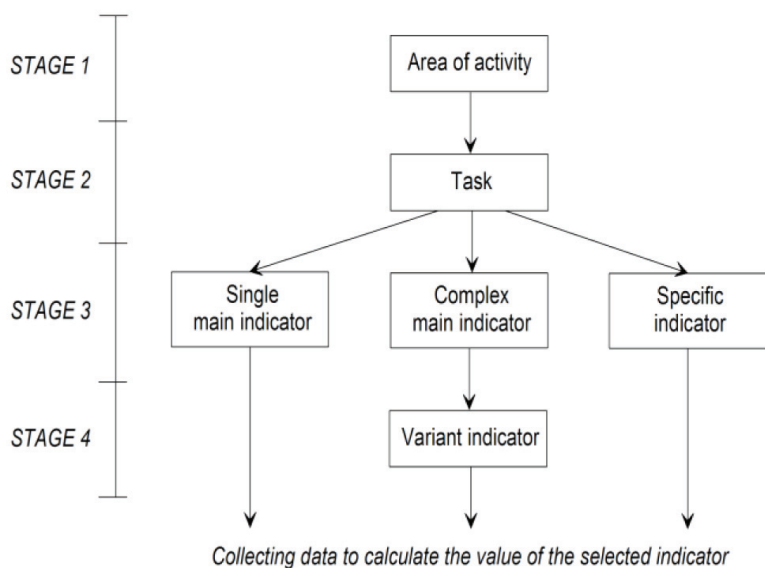 STAGE 1
Area of activity
STAGE 2
Task
STAGE 3
Single
main indicator
Complex
main indicator
Specific
indicator
STAGE 4
Variant indicator
Collecting data to calculate the value of the selected indicator